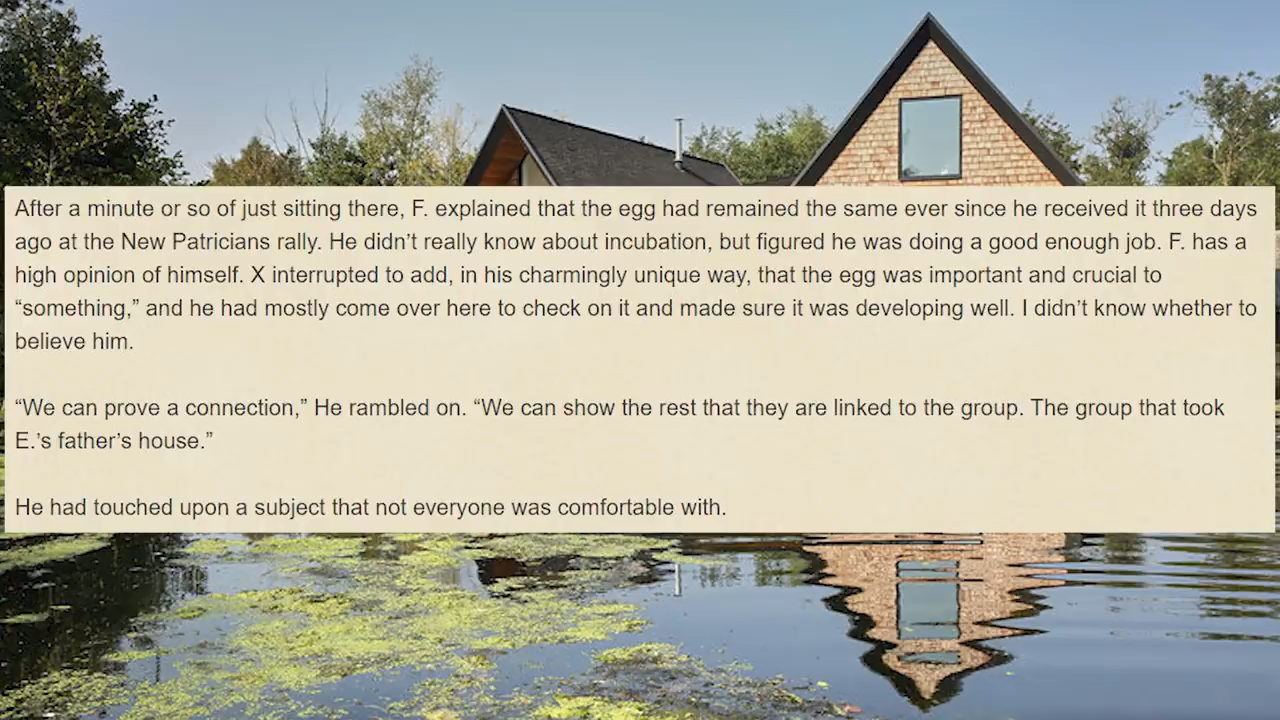 After a minute or so of just sitting there, F. explained that the egg had remained the same ever since he received it three days
ago at the New Patricians rally. He didn’t really know about incubation, but figured he was doing a good enough job. F. has a
high opinion of himself. X interrupted to add, in his charmingly unique way, that the egg was important and crucial to
“something,” and he had mostly come over here to check on it and made sure it was developing well. I didn’t know whether to
believe him.
“We can prove a connection,” He rambled on. “We can show the rest that they are linked to the group. The group that took
E.’s father’s house.”
He had touched upon a subject that not everyone was comfortable with.